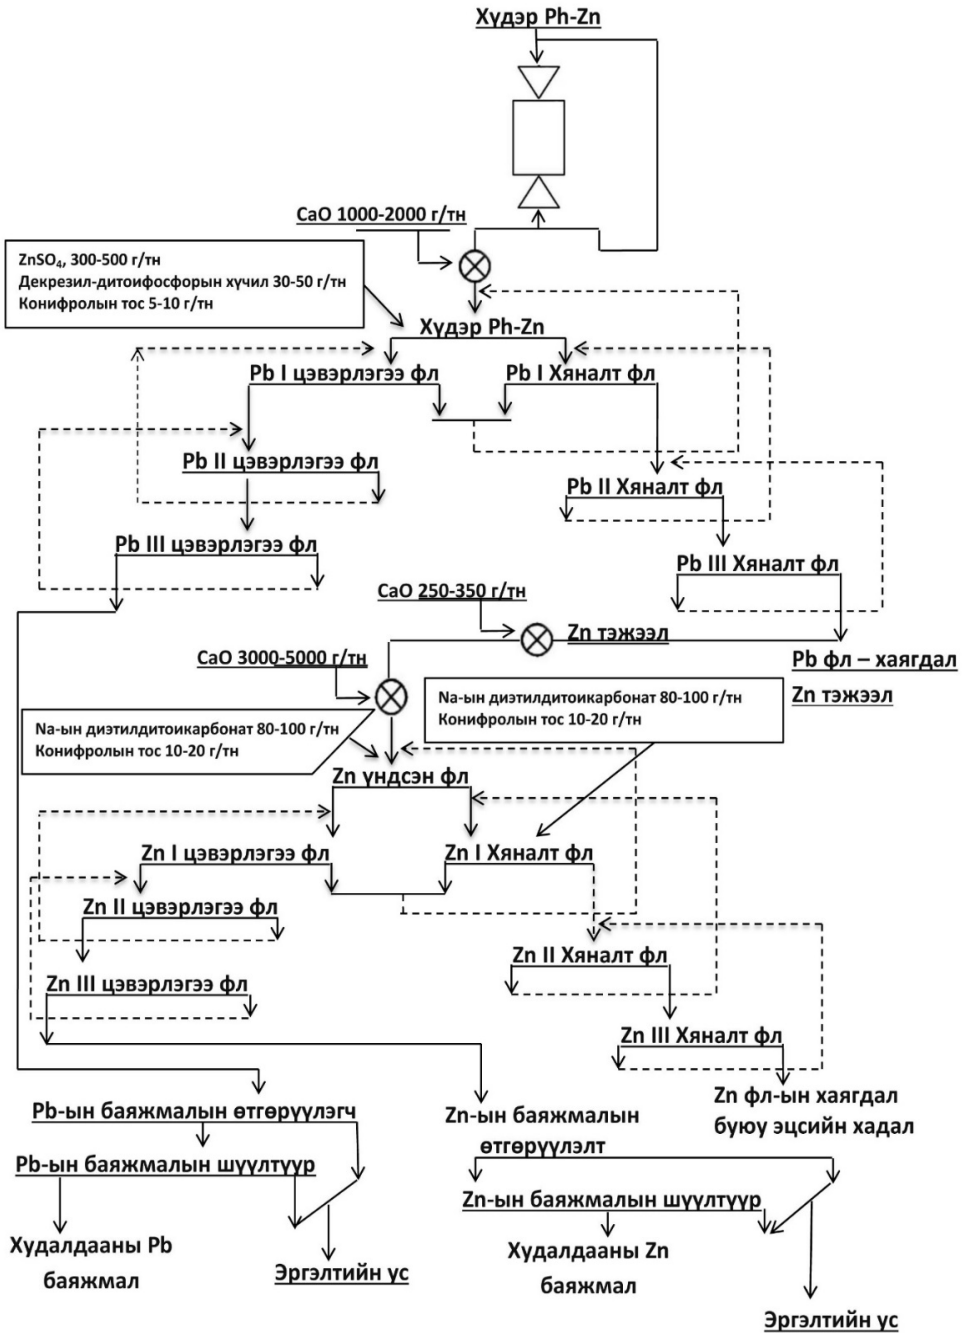 Хүдэр Ph-Zn
CaO 1000-2000 г/тн
ZnSO₄, 300-500 г/тн
Декрезил-дитоифосфорын хүчил 30-50 г/тн
Конифролын тос 5-10 г/тн
Хүдэр Ph-Zn
Pb I цэвэрлэгээ фл
Pb I Хяналт фл
Pb II цэвэрлэгээ фл
Pb II Хяналт фл
Pb III цэвэрлэгээ фл
Pb III Хяналт фл
CaO 250-350 г/тн
Zn тэжээл
Pb фл – хаягдал
Zn тэжээл
CaO 3000-5000 г/тн
Na-ын диэтилдитоикарбонат 80-100 г/тн
Конифролын тос 10-20 г/тн
Na-ын диэтилдитоикарбонат 80-100 г/тн
Конифролын тос 10-20 г/тн
Zn үндсэн фл
Zn I цэвэрлэгээ фл
Zn I Хяналт фл
Zn II цэвэрлэгээ фл
Zn II Хяналт фл
Zn III цэвэрлэгээ фл
Zn III Хяналт фл
Zn фл-ын хаягдал
буюу эцсийн хадал
Pb-ын баяжмалын өтгөрүүлэгч
Zn-ын баяжмалын
өтгөрүүлэлт
Pb-ын баяжмалын шүүлтүүр
Zn-ын баяжмалын шүүлтүүр
Худалдааны Pb
баяжмал
Эргэлтийн ус
Худалдааны Zn
баяжмал
Эргэлтийн ус